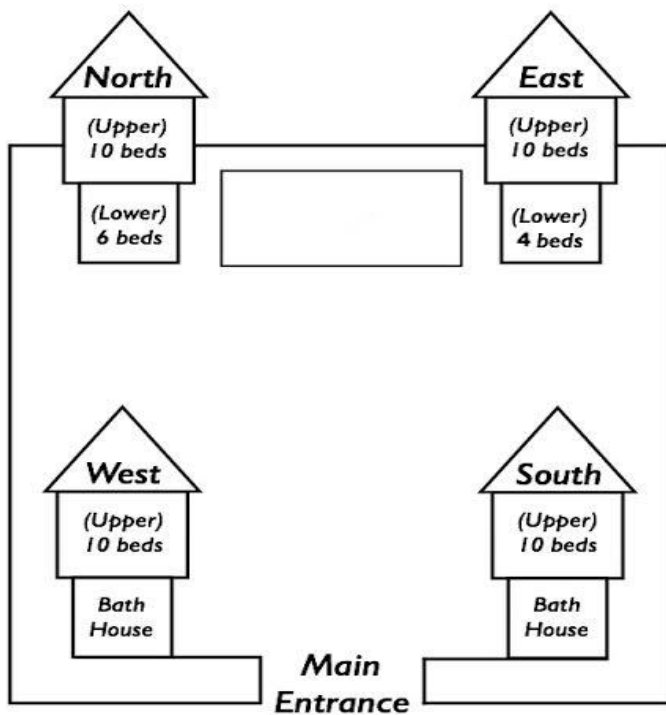 North
(Upper)
10 beds
(Lower)
6 beds
East
(Upper)
10 beds
(Lower)
4 beds
West
(Upper)
10 beds
Bath
House
South
(Upper)
10 beds
Bath
House
Main
Entrance